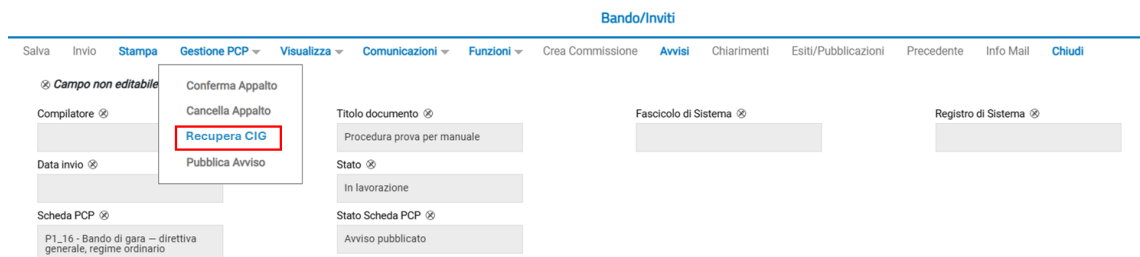 Bando/Inviti
Salva Invio Stampa Gestione PCP Visualizza Comunicazioni Funzioni Crea Commissione Avvisi Chiarimenti Esiti/Pubblicazioni Precedente Info Mail Chiudi
Campo non editabile
Conferma Appalto
Cancella Appalto
Recupera CIG
Pubblica Avviso
Compilatore Titolo documento Fascicolo di Sistema Registro di Sistema
Procedura prova per manuale
Data invio Stato
In lavorazione
Scheda PCP Stato Scheda PCP
P1_16 - Bando di gara – direttiva Avviso pubblicato
generale, regime ordinario